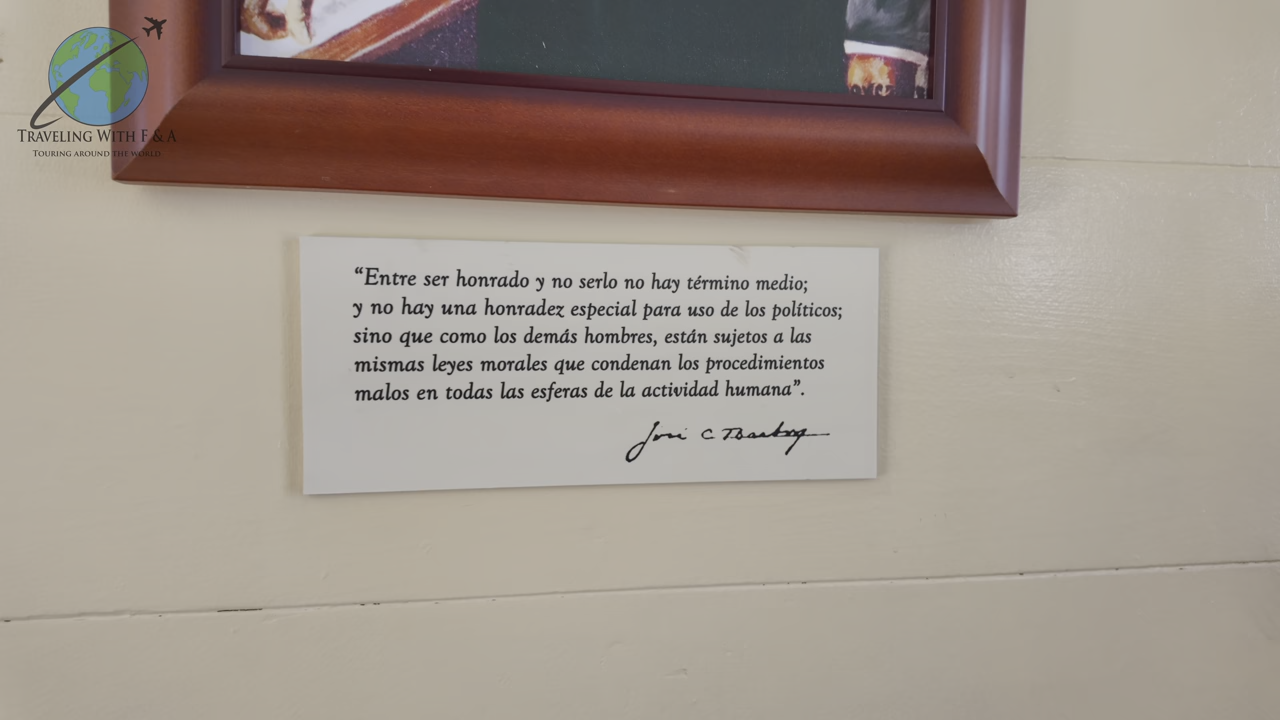 TRAVELING WITH F & A
TOURING AROUND THE WORLD
“Entre ser honrado y no serlo no hay término medio;
y no hay una honradez especial para uso de los políticos;
sino que como los demás hombres, están sujetos a las
mismas leyes morales que condenan los procedimientos
malos en todas las esferas de la actividad humana”.
José C Barbosa